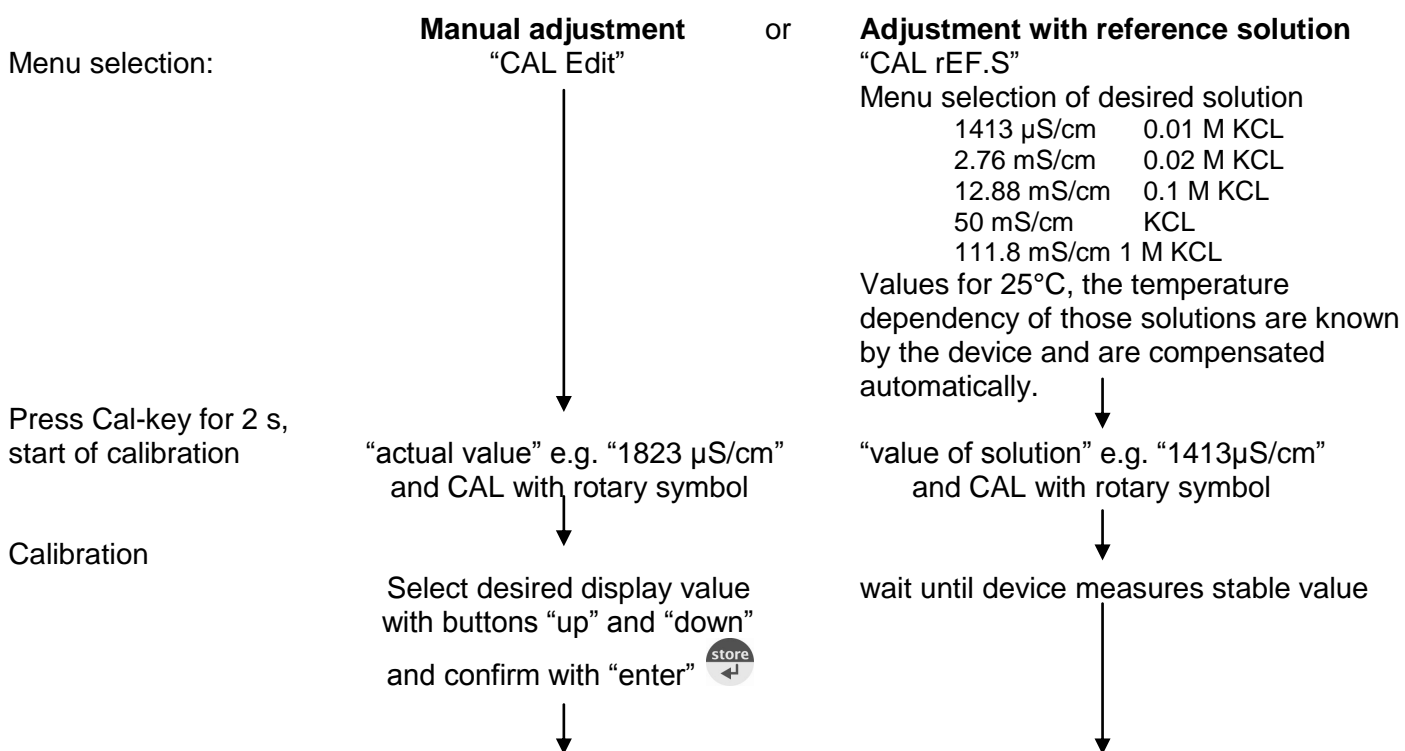 Manual adjustment or Adjustment with reference solution
Menu selection: “CAL Edit” “CAL rEF.S”
Menu selection of desired solution
1413 µS/cm 0.01 M KCL
2.76 mS/cm 0.02 M KCL
12.88 mS/cm 0.1 M KCL
50 mS/cm KCL
111.8 mS/cm 1 M KCL
Values for 25°C, the temperature
dependency of those solutions are known
by the device and are compensated
automatically.
Press Cal-key for 2 s,
start of calibration “actual value” e.g. “1823 µS/cm” “value of solution” e.g. “1413µS/cm”
and CAL with rotary symbol and CAL with rotary symbol
Calibration
Select desired display value wait until device measures stable value
with buttons “up” and “down”
store
and confirm with “enter”